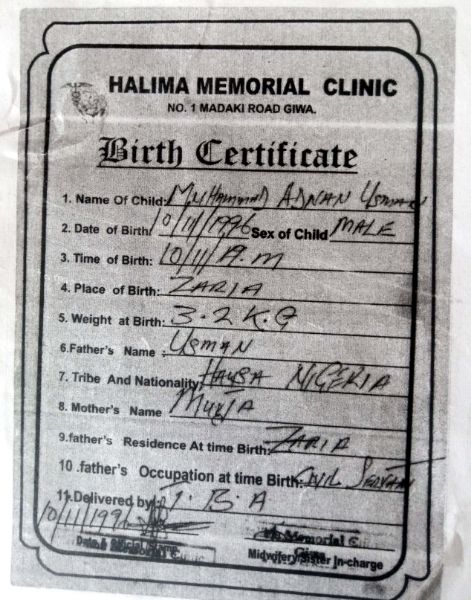 HALIMA MEMORIAL CLINIC
NO. 1 MADAKI ROAD GIWA.
Birth Certificate
1. Name Of Child: MUHAMMAD ADNAN USMAN
2. Date of Birth/ 10/11/1996 Sex of Child MALE
3. Time of Birth: 10/11/19.m
4. Place of Birth: ZARIA
5. Weight at Birth: 3.2 K.G
6.Father's Name : USMAN
7. Tribe And Nationality/ HAUSA NIGERIA
8. Mother's Name
9.father's Residence At time Birth: ZARIA
10 .father's Occupation at time Birth: CIVIL SERVANT
11.Delivered by: I. B. A
10/11/199
Memorial C
Midwifery/Sister In-charge